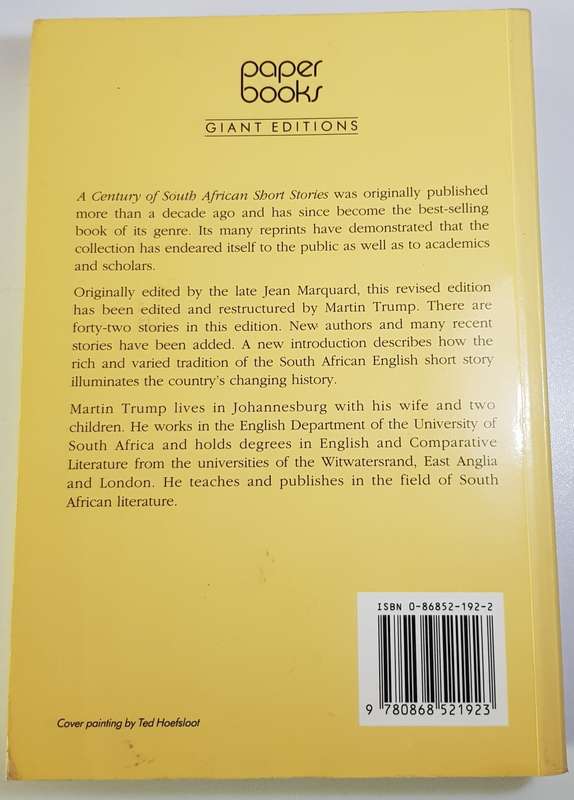 paper
books
GIANT EDITIONS
A Century of South African Short Stories was originally published
more than a decade ago and has since become the best-selling
book of its genre. Its many reprints have demonstrated that the
collection has endeared itself to the public as well as to academics
and scholars.
Originally edited by the late Jean Marquard, this revised edition
has been edited and restructured by Martin Trump. There are
forty-two stories in this edition. New authors and many recent
stories have been added. A new introduction describes how the
rich and varied tradition of the South African English short story
illuminates the country's changing history.
Martin Trump lives in Johannesburg with his wife and two
children. He works in the English Department of the University of
South Africa and holds degrees in English and Comparative
Literature from the universities of the Witwatersrand, East Anglia
and London. He teaches and publishes in the field of South
African literature.
ISBN 0-86852-192-2
9 780868 521923
Cover painting by Ted Hoefsloot